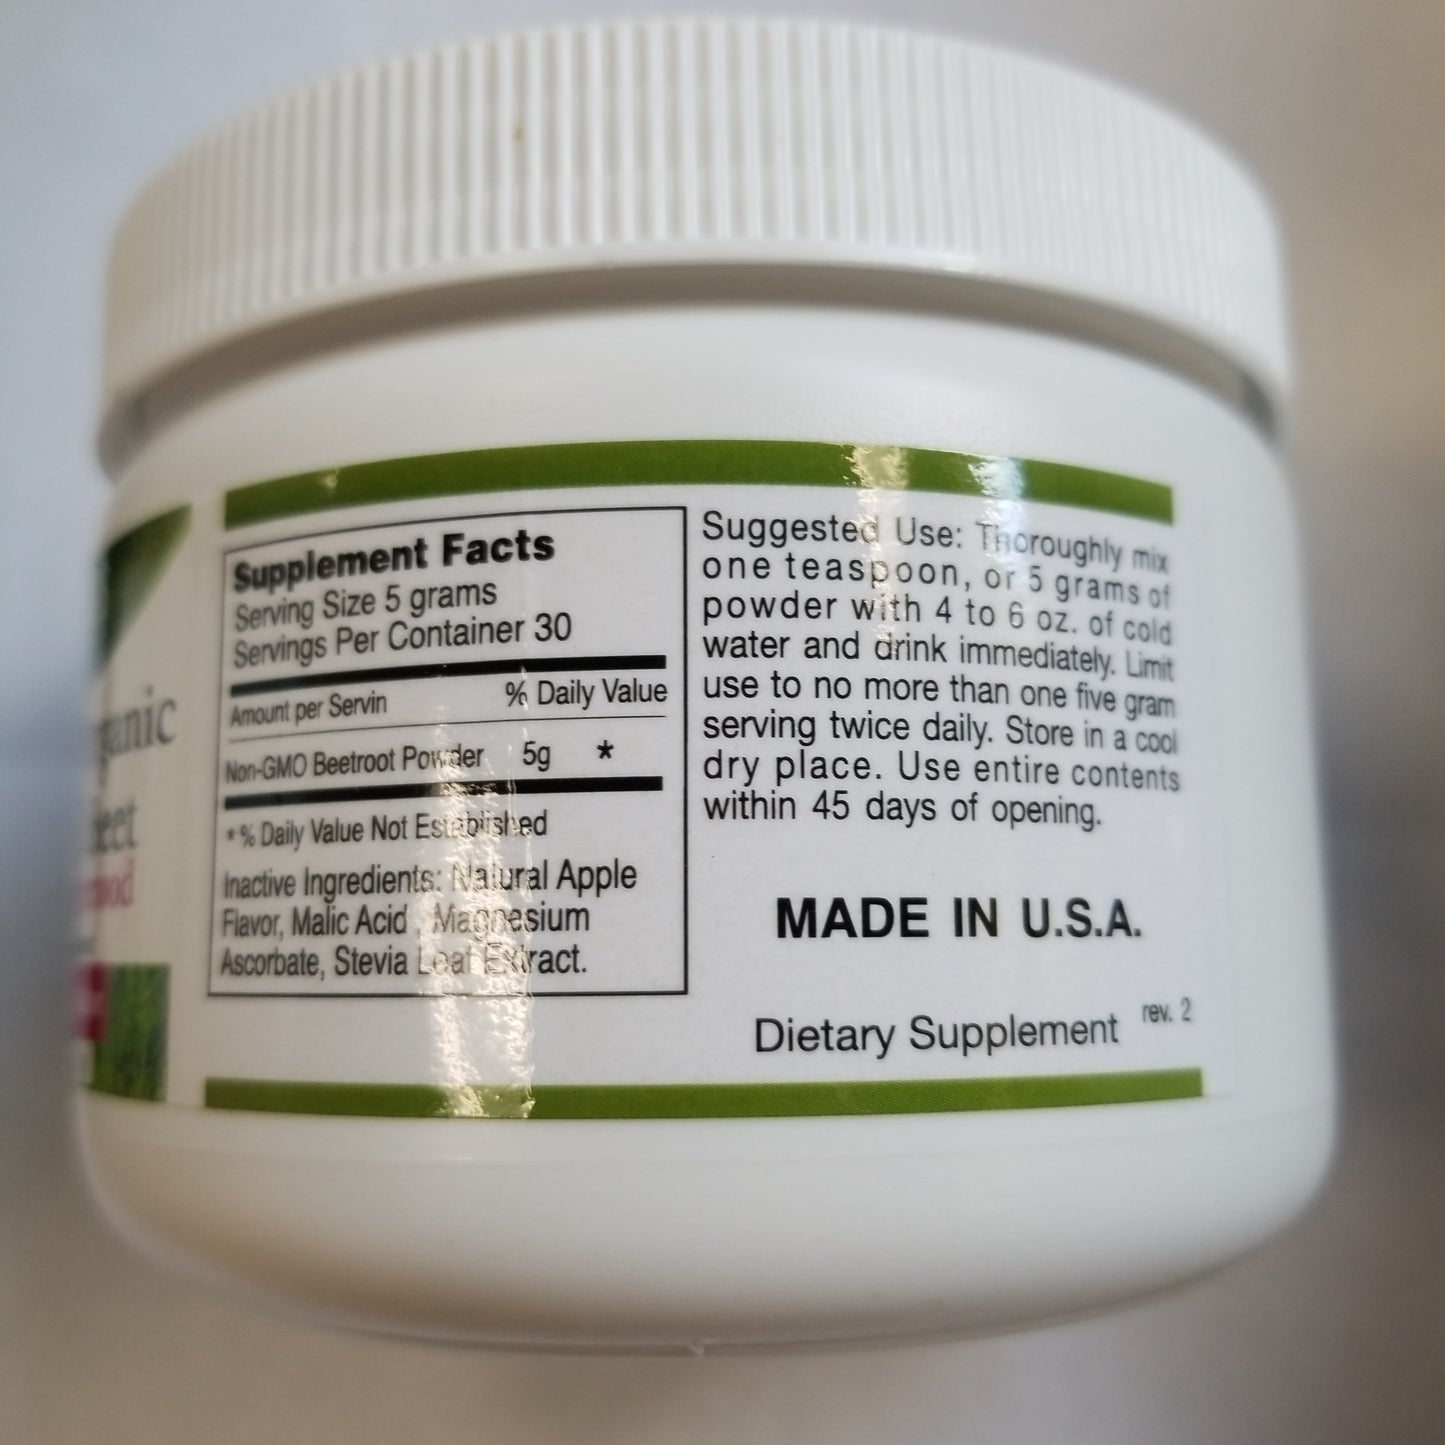 Supplement Facts
Serving Size 5 grams
Servings Per Container 30
Amount per Servin % Daily Value
Non-GMO Beetroot Powder 5g *
* % Daily Value Not Established
Inactive Ingredients: Natural Apple
Flavor, Malic Acid , Magnesium
Ascorbate, Stevia Leaf Extract.
Suggested Use: Thoroughly mix
one teaspoon, or 5 grams of
powder with 4 to 6 oz. of cold
water and drink immediately. Limit
use to no more than one five gram
serving twice daily. Store in a cool
dry place. Use entire contents
within 45 days of opening.
MADE IN U.S.A.
Dietary Supplement rev. 2